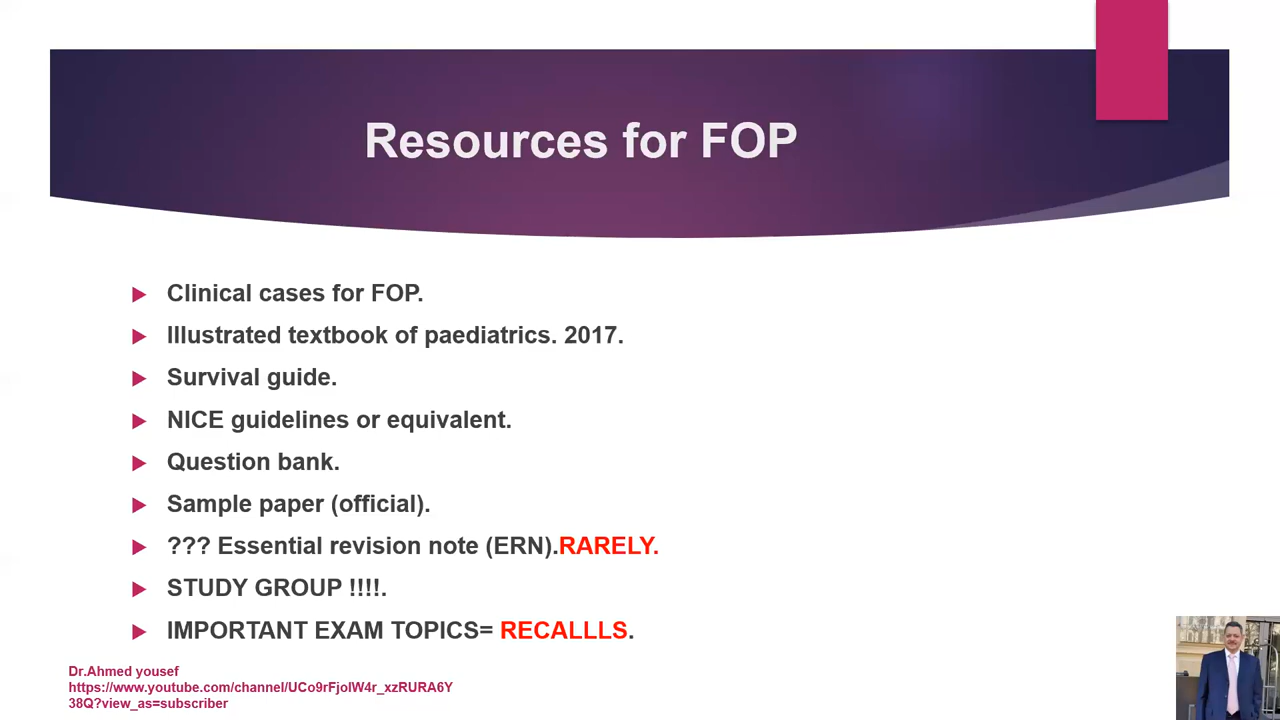 Resources for FOP
Clinical cases for FOP.
Illustrated textbook of paediatrics. 2017.
Survival guide.
NICE guidelines or equivalent.
Question bank.
Sample paper (official).
??? Essential revision note (ERN).RARELY.
STUDY GROUP !!!!.
IMPORTANT EXAM TOPICS= RECALLLS.
Dr.Ahmed yousef
https://www.youtube.com/channel/UCo9rFjoIW4r_xzRURA6Y
38Q?view_as=subscriber